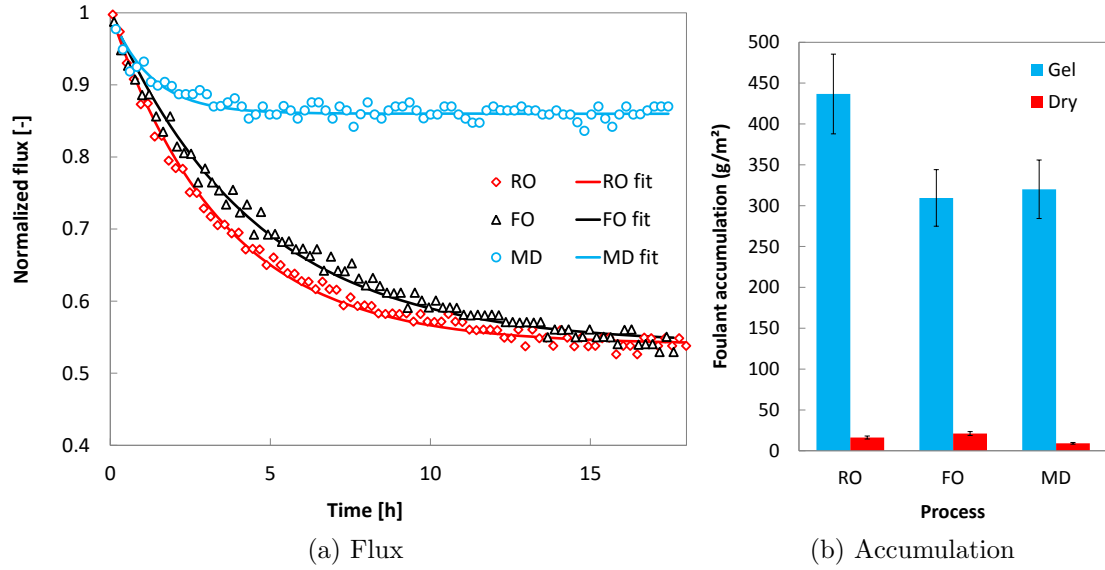 1
0.9
0.8
0.7
0.6
0.5
0.4
Normalized flux [-]
0
5
10
15
Time [h]
RO
RO fit
FO
FO fit
MD
MD fit
(a) Flux
500
450
400
350
300
250
200
150
100
50
0
Foulant accumulation (g/m²)
Gel
Dry
RO
FO
MD
Process
(b) Accumulation